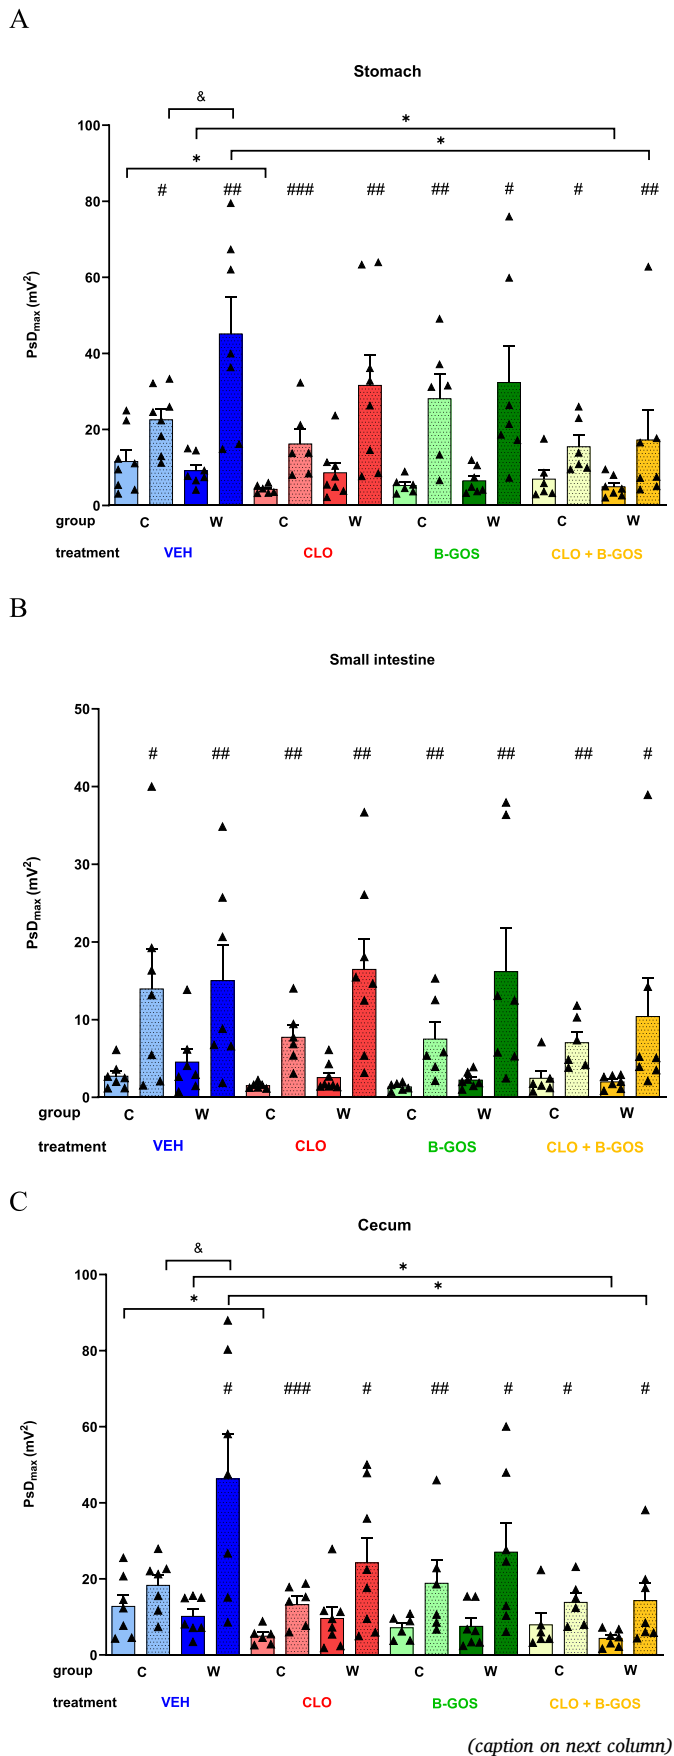 A
Stomach
&
*
*
*
# ## ### ## ## # # ##
100
80
60
40
20
0
PsDmax (mV²)
group C W C W C W C W
treatment VEH CLO B-GOS CLO + B-GOS
B
Small intestine
50
# ## ## ## ## ## ## #
40
30
20
10
0
PsDmax (mV²)
group C W C W C W C W
treatment VEH CLO B-GOS CLO + B-GOS
C
Cecum
&
*
*
*
100
80
# ### # ## # # #
60
40
20
0
PsDmax (mV²)
group C W C W C W C W
treatment VEH CLO B-GOS CLO + B-GOS
(caption on next column)